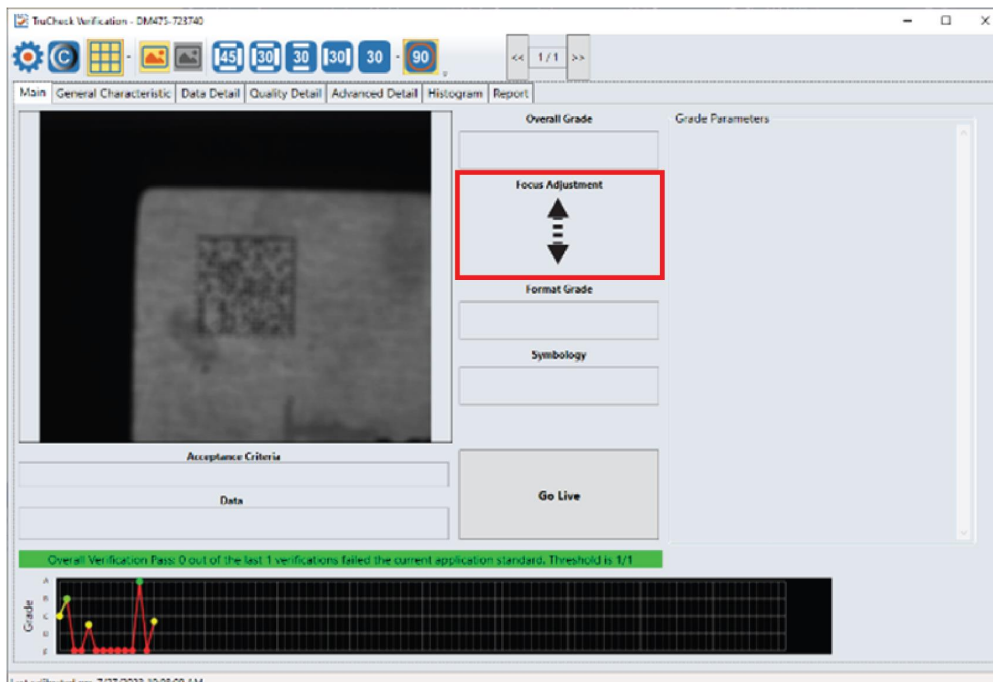 TruCheck Verification - DM475-723740
45 30 30 30 30 90 << 1 / 1 >>
Main General Characteristic Data Detail Quality Detail Advanced Detail Histogram Report
Overall Grade
Grade Parameters
Focus Adjustment
Format Grade
Symbology
Acceptance Criteria
Data
Go Live
Overall Verification Pass: 0 out of the last 1 verifications failed the current application standard. Threshold is 1/1
Grade
A
B
C
D
F